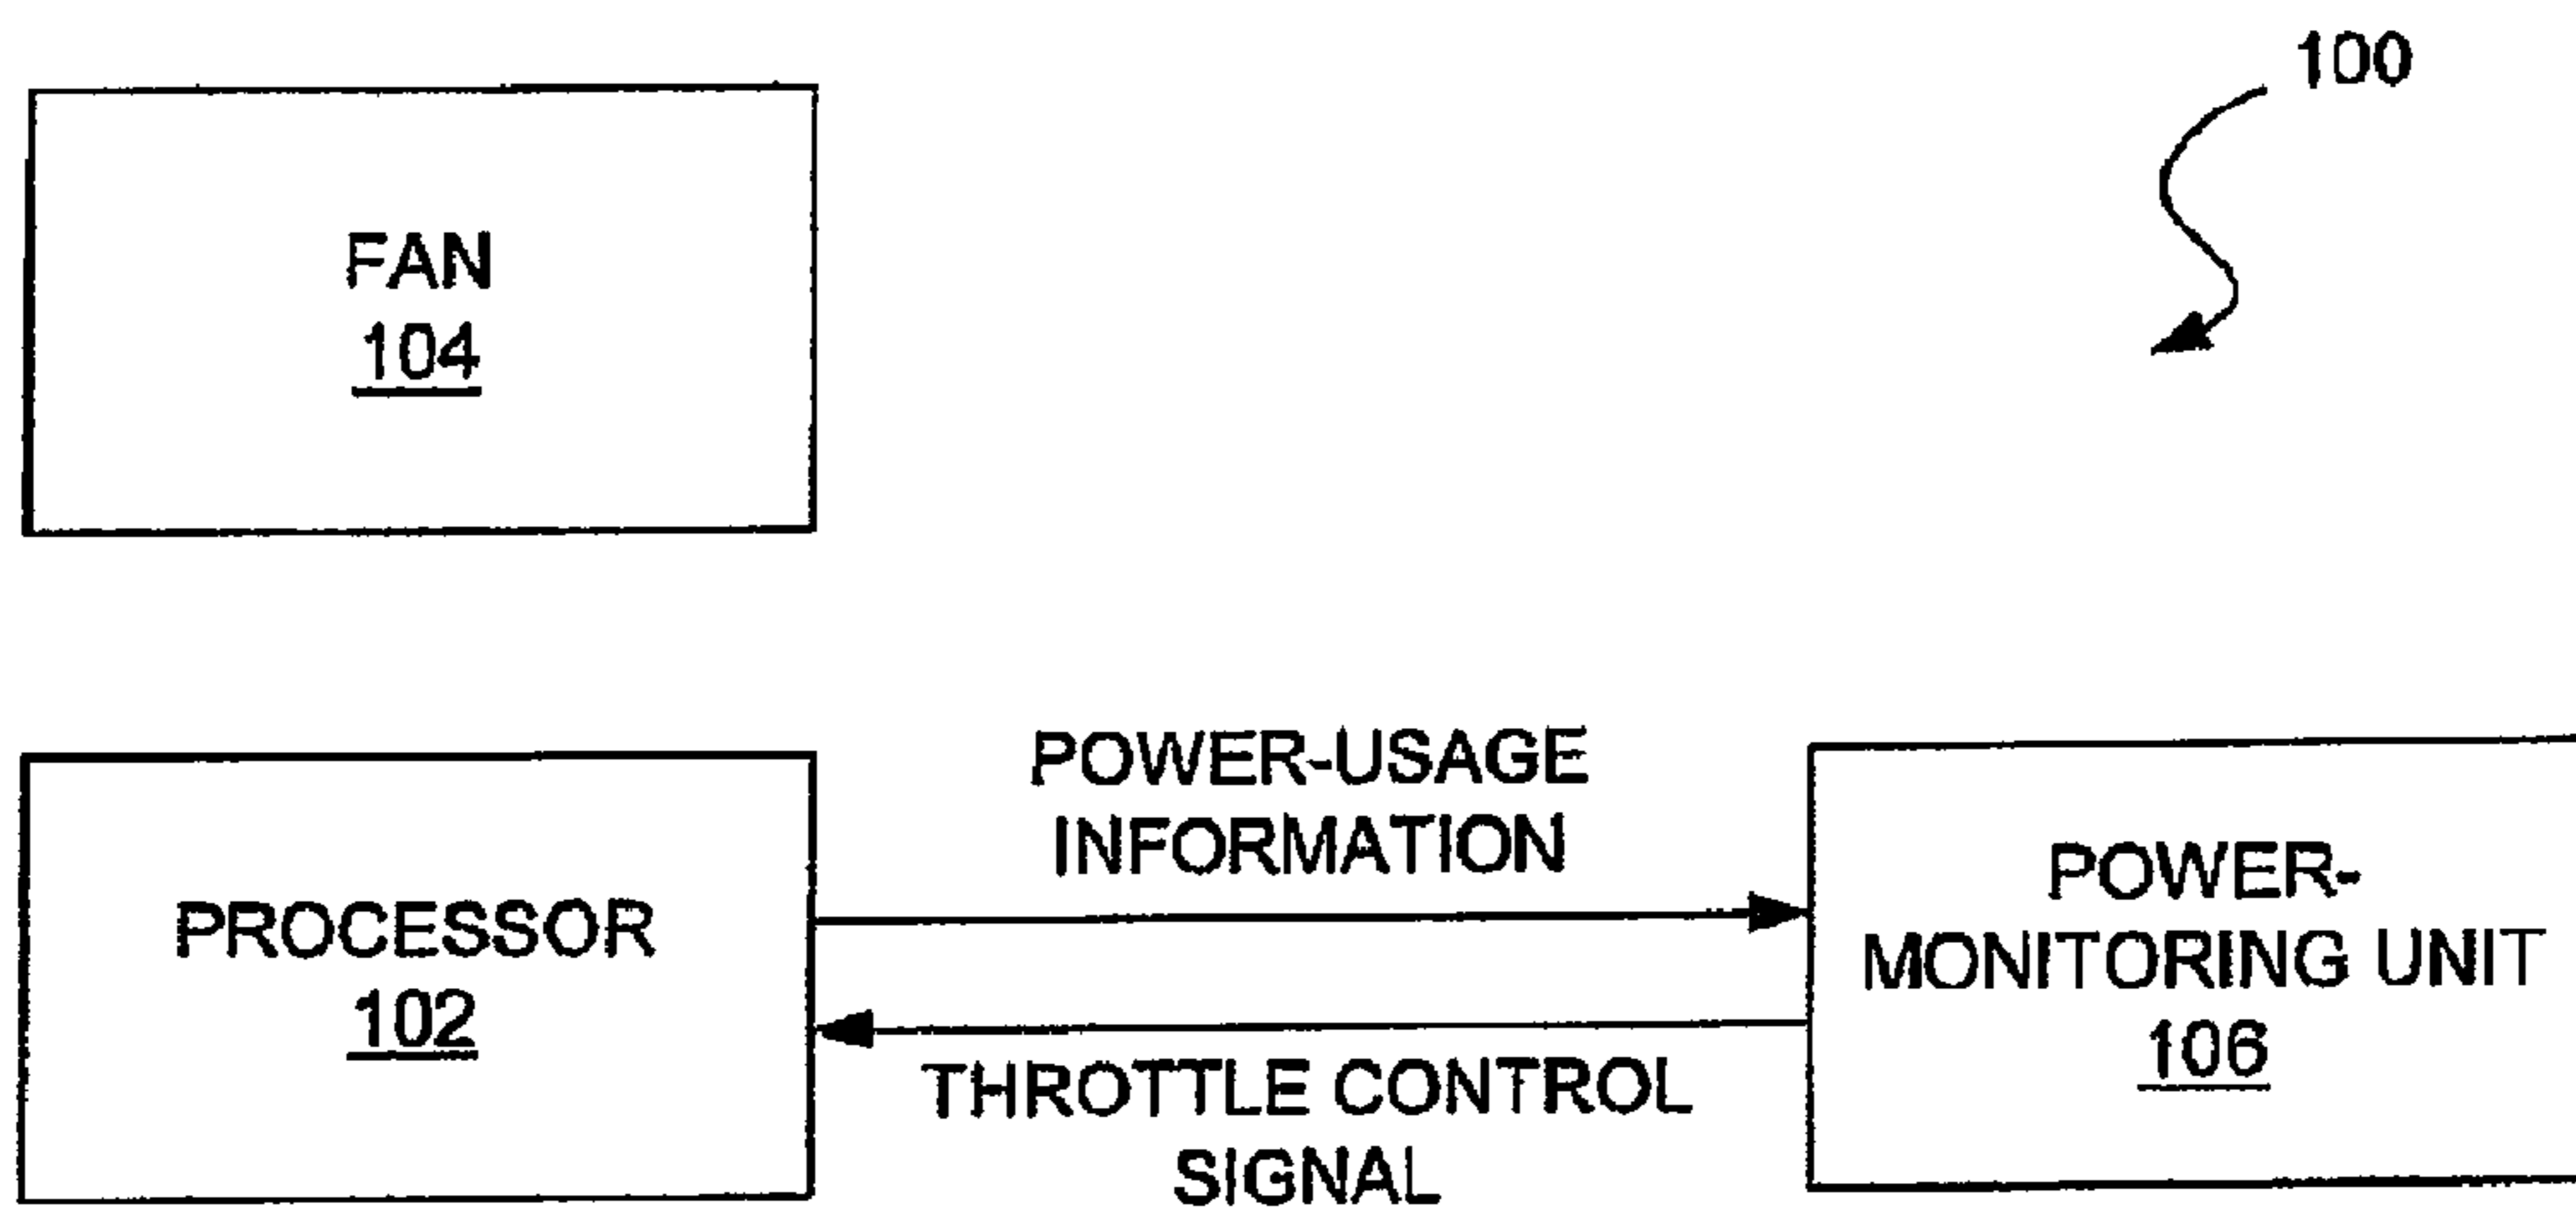 100
FAN
104
POWER-USAGE
INFORMATION
PROCESSOR
102
POWER-
MONITORING UNIT
106
THROTTLE CONTROL
SIGNAL